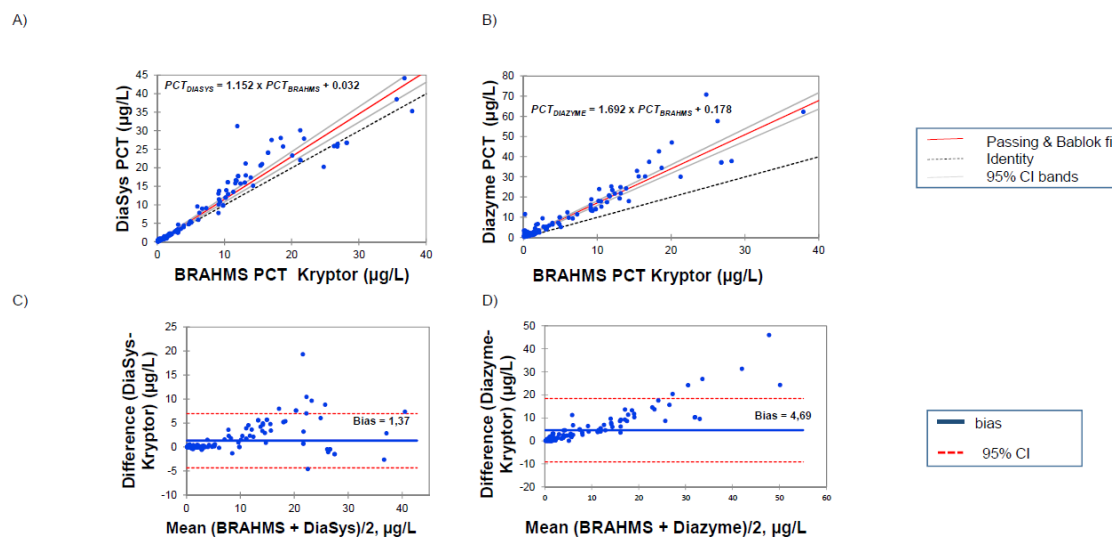 A)
B)
45
40
35
30
25
20
15
10
5
0
PCT_DIASYS = 1.152 x PCT_BRAHMS + 0.032
DiaSys PCT (µg/L)
0 10 20 30 40
BRAHMS PCT Kryptor (µg/L)
80
70
60
50
40
30
20
10
0
PCT_DIAZYME = 1.692 x PCT_BRAHMS + 0.178
Diazyme PCT (µg/L)
0 10 20 30 40
BRAHMS PCT Kryptor (µg/L)
Passing & Bablok fi
Identity
95% CI bands
C)
D)
25
20
15
10
5
0
-5
-10
Bias = 1,37
Difference (DiaSys-
Kryptor) (µg/L)
0 10 20 30 40
Mean (BRAHMS + DiaSys)/2, µg/L
50
40
30
20
10
0
-10
-20
Bias = 4,69
Difference (Diazyme-
Kryptor) (µg/L)
0 10 20 30 40 50 60
Mean (BRAHMS + Diazyme)/2, µg/L
bias
95% CI